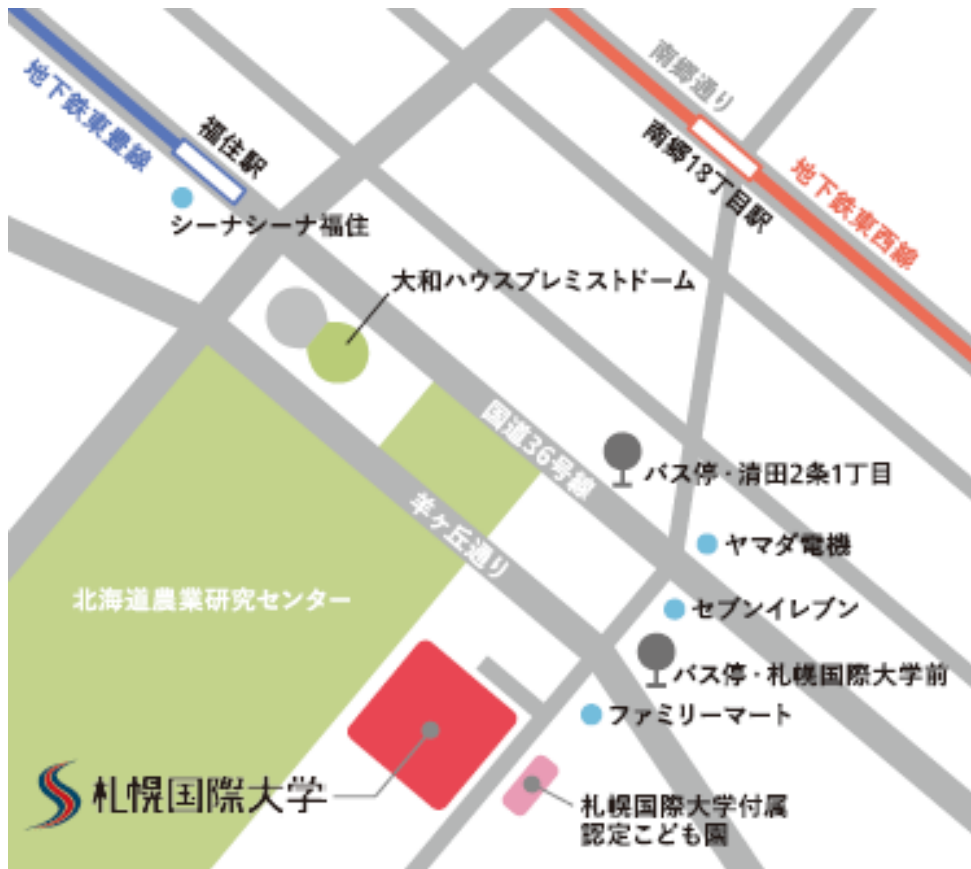 南郷通り
地下鉄東豊線
福住駅
南郷18丁目駅
地下鉄東西線
シーナシーナ福住
大和ハウスプレミストドーム
国道36号線
バス停・清田2条1丁目
羊ヶ丘通り
ヤマダ電機
北海道農業研究センター
セブンイレブン
バス停・札幌国際大学前
ファミリーマート
札幌国際大学
札幌国際大学付属
認定こども園